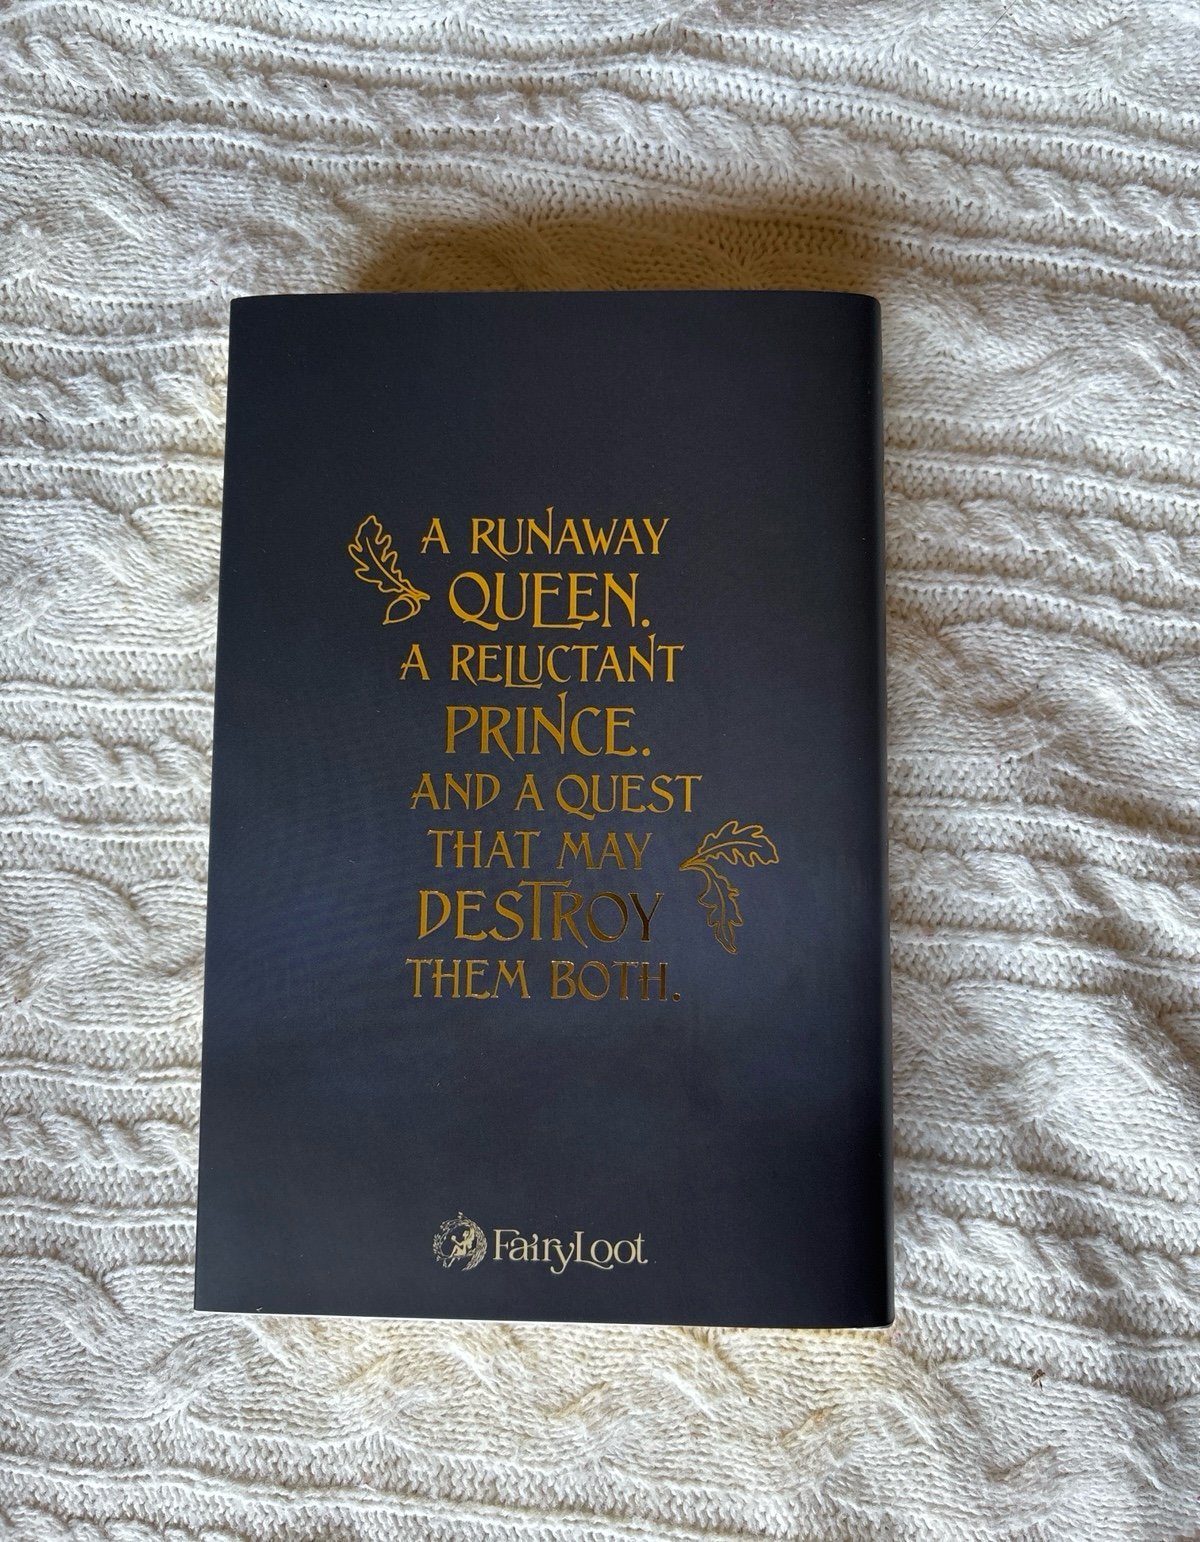 A RUNAWAY
QUEEN.
A RELUCTANT
PRINCE.
AND A QUEST
THAT MAY
DESTROY
THEM BOTH.
FairyLoot